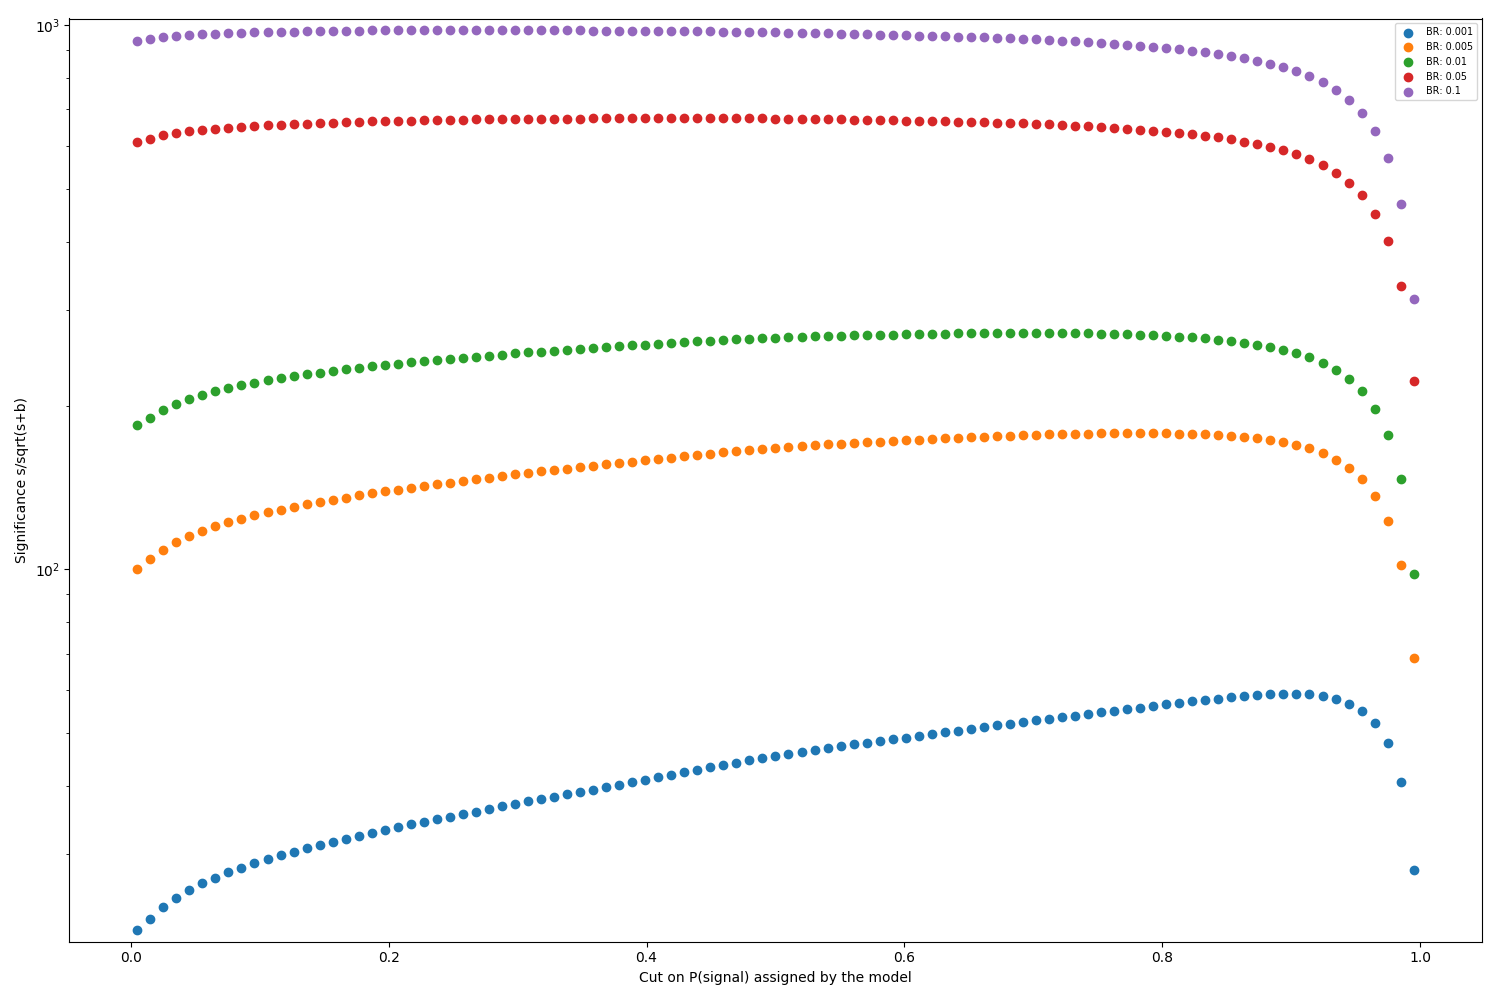 10³
10²
Significance s/sqrt(s+b)
BR: 0.001
BR: 0.005
BR: 0.01
BR: 0.05
BR: 0.1
0.0 0.2 0.4 0.6 0.8 1.0
Cut on P(signal) assigned by the model